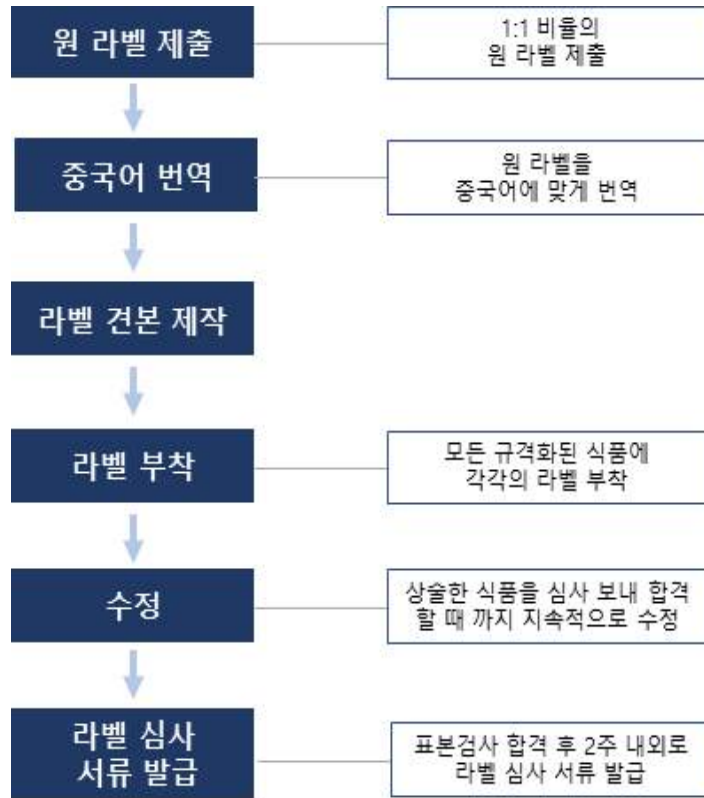 원 라벨 제출
1:1 비율의
원 라벨 제출
중국어 번역
원 라벨을
중국어에 맞게 번역
라벨 견본 제작
라벨 부착
모든 규격화된 식품에
각각의 라벨 부착
수정
상술한 식품을 심사 보내 합격
할 때 까지 지속적으로 수정
라벨 심사
서류 발급
표본검사 합격 후 2주 내외로
라벨 심사 서류 발급